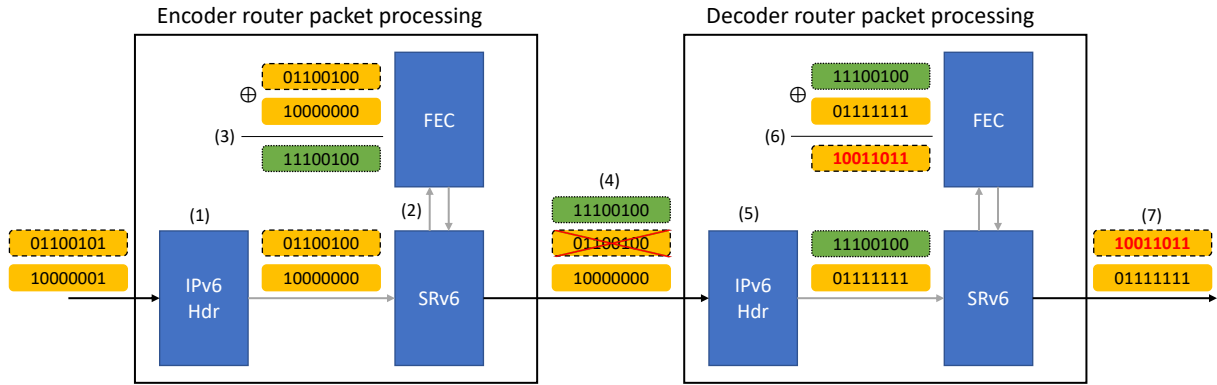 Encoder router packet processing
Decoder router packet processing
01100100
⊕
10000000
(3)
11100100
FEC
11100100
⊕
01111111
(6)
10011011
FEC
(1)
(2)
(4)
11100100
(5)
(7)
01100101
10000001
IPv6
Hdr
01100100
10000000
SRv6
01100100
10000000
IPv6
Hdr
11100100
01111111
SRv6
10011011
01111111